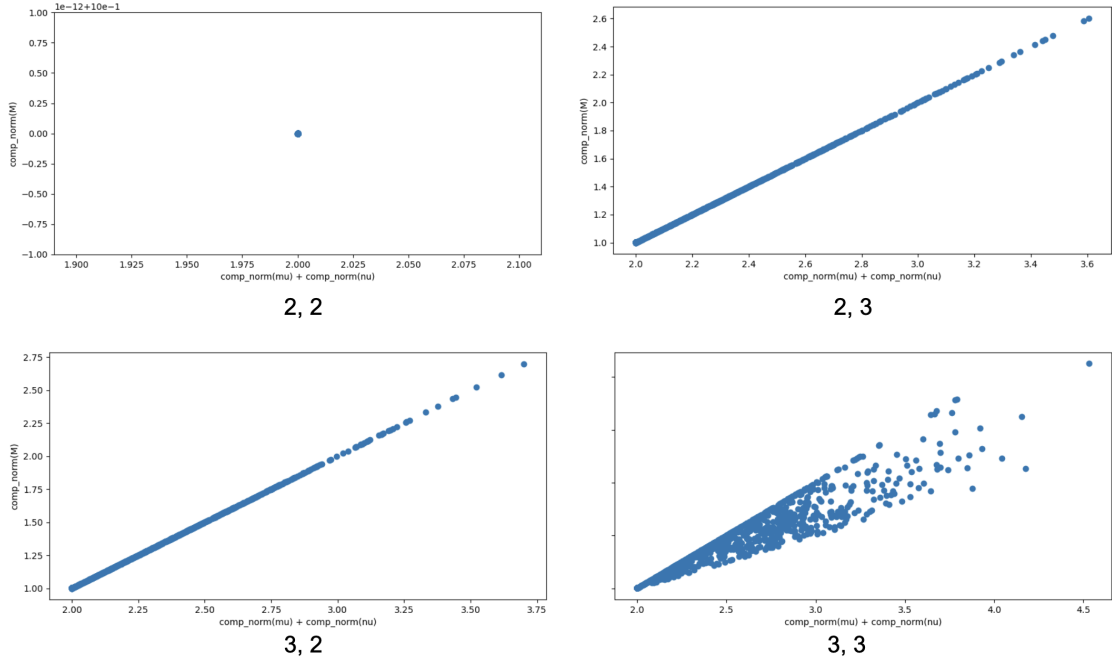 1e−12+10e−1
1.00
0.75
0.50
0.25
0.00
−0.25
−0.50
−0.75
−1.00
comp_norm(M)
1.900 1.925 1.950 1.975 2.000 2.025 2.050 2.075 2.100
comp_norm(mu) + comp_norm(nu)
2, 2
2.6
2.4
2.2
2.0
1.8
1.6
1.4
1.2
1.0
comp_norm(M)
2.0 2.2 2.4 2.6 2.8 3.0 3.2 3.4 3.6
comp_norm(mu) + comp_norm(nu)
2, 3
2.75
2.50
2.25
2.00
1.75
1.50
1.25
1.00
comp_norm(M)
2.00 2.25 2.50 2.75 3.00 3.25 3.50 3.75
comp_norm(mu) + comp_norm(nu)
3, 2
2.0 2.5 3.0 3.5 4.0 4.5
comp_norm(mu) + comp_norm(nu)
3, 3